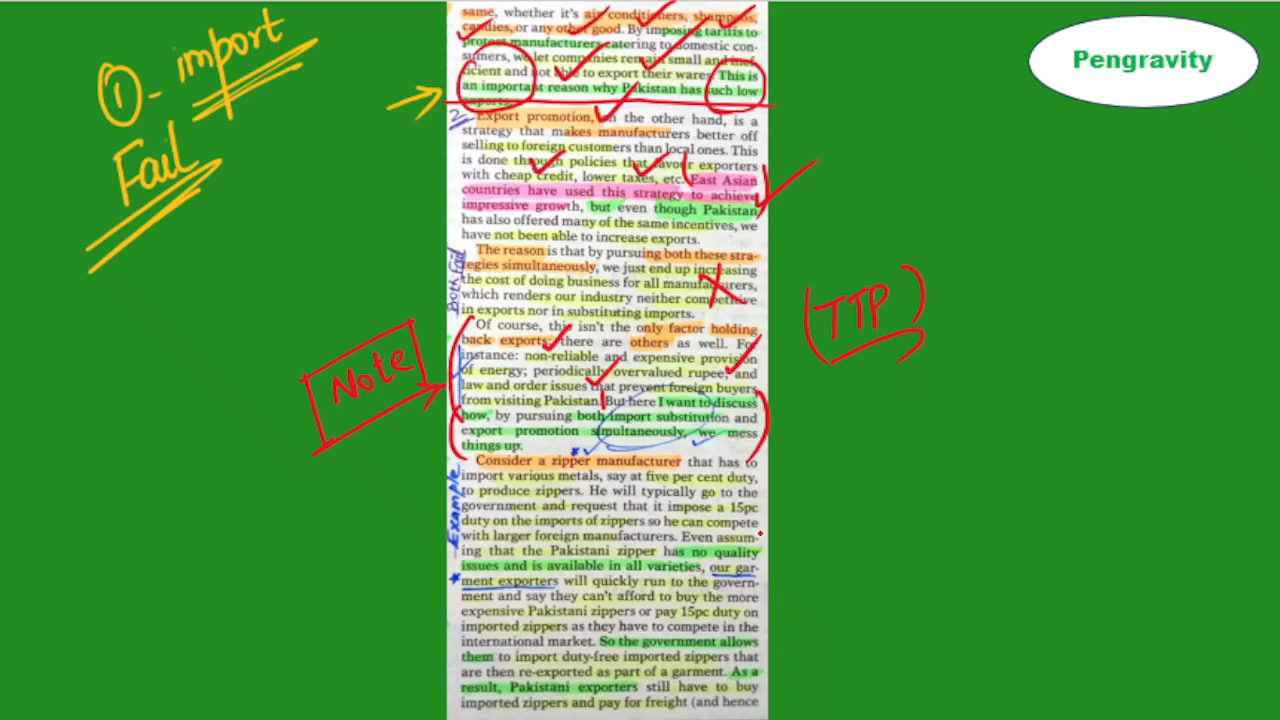 Pengravity
① - import
Fail
Note
(TTP)
same, whether it's air conditioners, shampoos,
candies, or any other good. By imposing tariffs to
protect manufacturers catering to domestic con-
sumers, we let companies remain small and inef-
ficient and not able to export their wares. This is
an important reason why Pakistan has such low
exports.
2
Export promotion, on the other hand, is a
strategy that makes manufacturers better off
selling to foreign customers than local ones. This
is done through policies that favour exporters
with cheap credit, lower taxes, etc. East Asian
countries have used this strategy to achieve
impressive growth, but even though Pakistan
has also offered many of the same incentives, we
have not been able to increase exports.
Both fail
The reason is that by pursuing both these stra-
tegies simultaneously, we just end up increasing
the cost of doing business for all manufacturers,
which renders our industry neither competitive
in exports nor in substituting imports.
Of course, this isn't the only factor holding
back exports; there are others as well. For
instance: non-reliable and expensive provision
of energy; periodically overvalued rupee; and
law and order issues that prevent foreign buyers
from visiting Pakistan. But here I want to discuss
how, by pursuing both import substitution and
export promotion simultaneously, we mess
things up.
Example
Consider a zipper manufacturer that has to
import various metals, say at five per cent duty,
to produce zippers. He will typically go to the
government and request that it impose a 15pc
duty on the imports of zippers so he can compete
with larger foreign manufacturers. Even assum-
ing that the Pakistani zipper has no quality
issues and is available in all varieties, our gar-
ment exporters will quickly run to the govern-
ment and say they can't afford to buy the more
expensive Pakistani zippers or pay 15pc duty on
imported zippers as they have to compete in the
international market. So the government allows
them to import duty-free imported zippers that
are then re-exported as part of a garment. As a
result, Pakistani exporters still have to buy
imported zippers and pay for freight (and hence